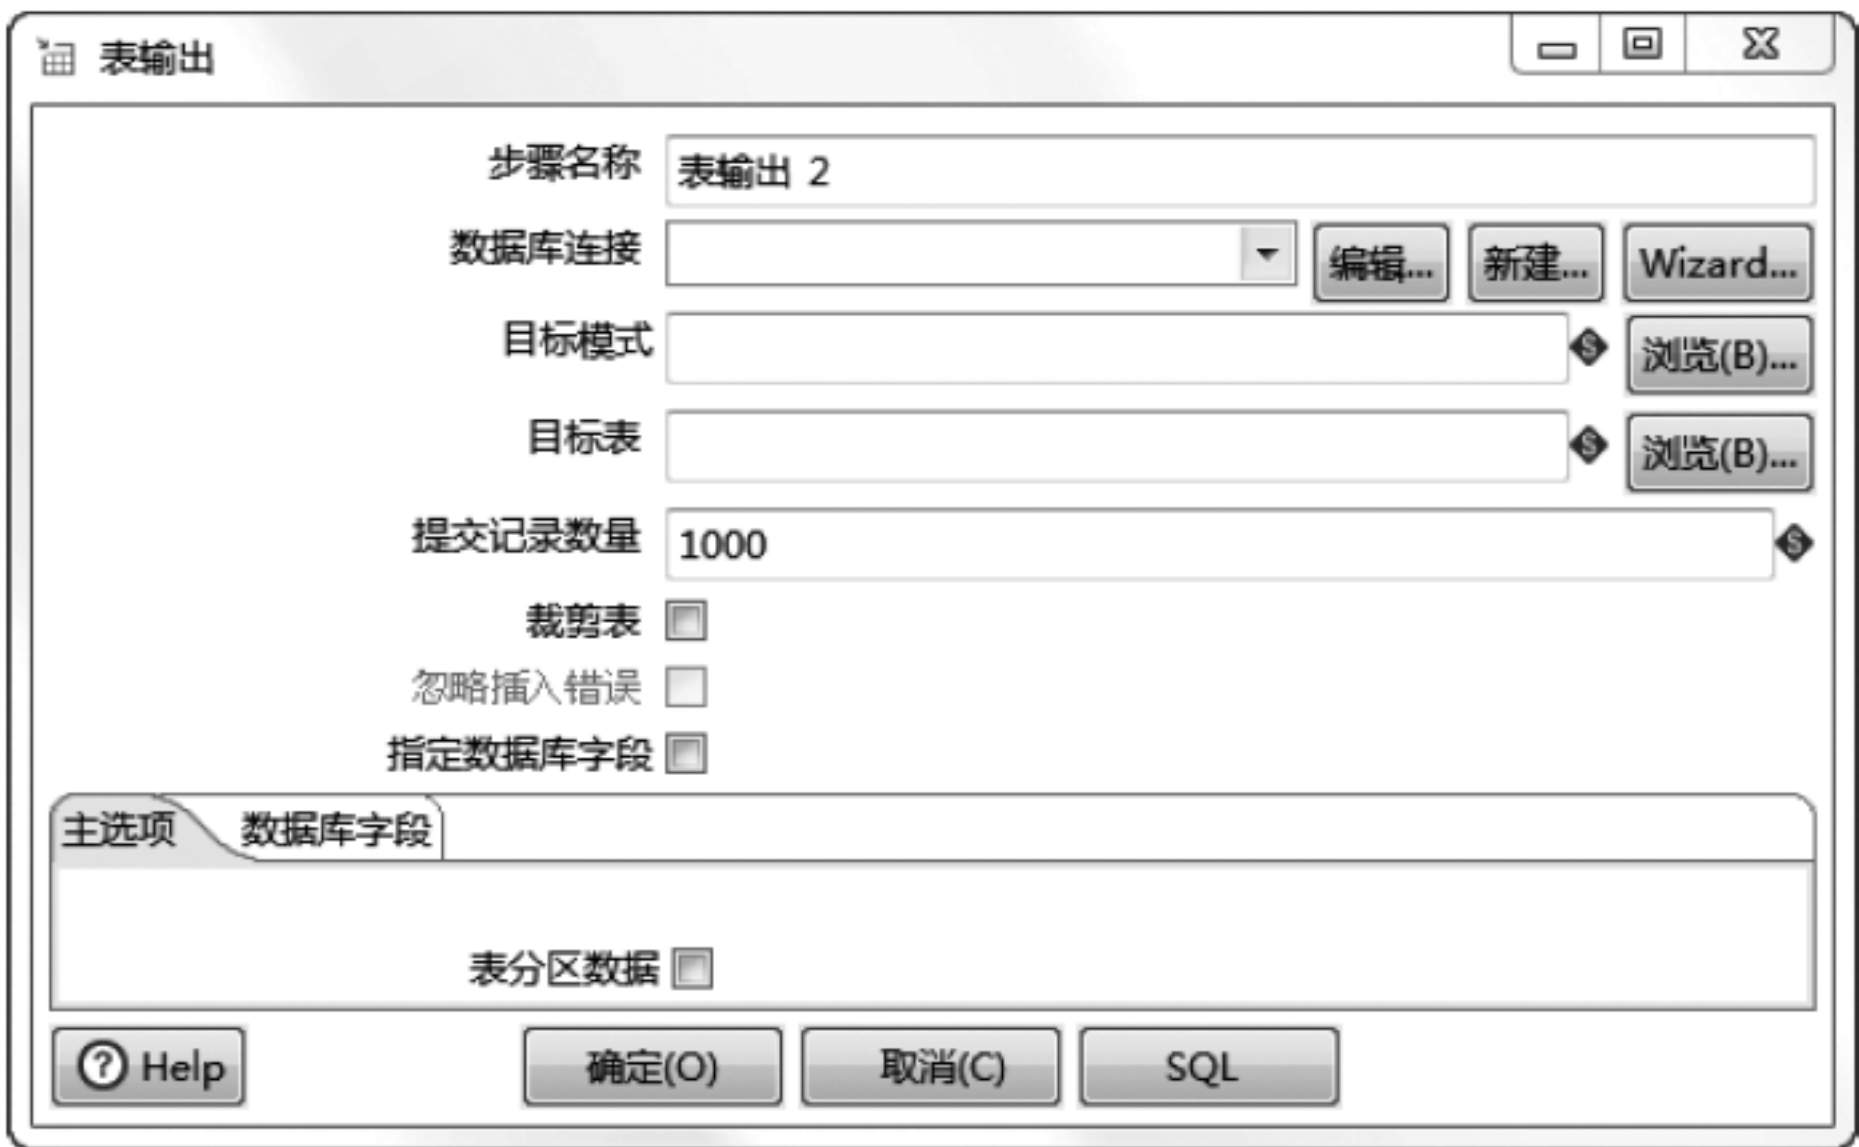 表输出
步骤名称 表输出 2
数据库连接 编辑... 新建... Wizard...
目标模式 S 浏览(B)...
目标表 S 浏览(B)...
提交记录数量 1000 S
裁剪表
忽略插入错误
指定数据库字段
主选项 数据库字段
表分区数据
? Help 确定(O) 取消(C) SQL